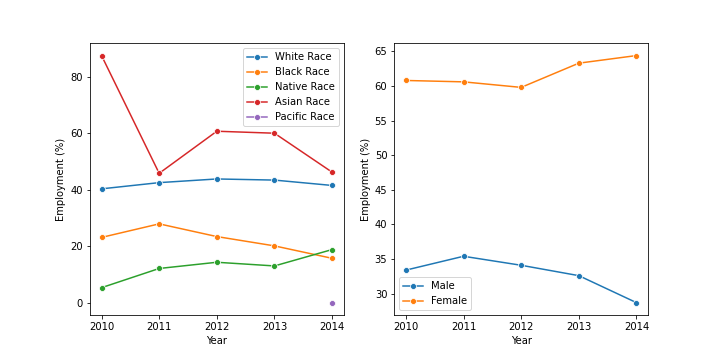 White Race
Black Race
Native Race
Asian Race
Pacific Race
80
60
40
20
0
Employment (%)
2010 2011 2012 2013 2014
Year
65
60
55
50
45
40
35
30
Employment (%)
Male
Female
2010 2011 2012 2013 2014
Year